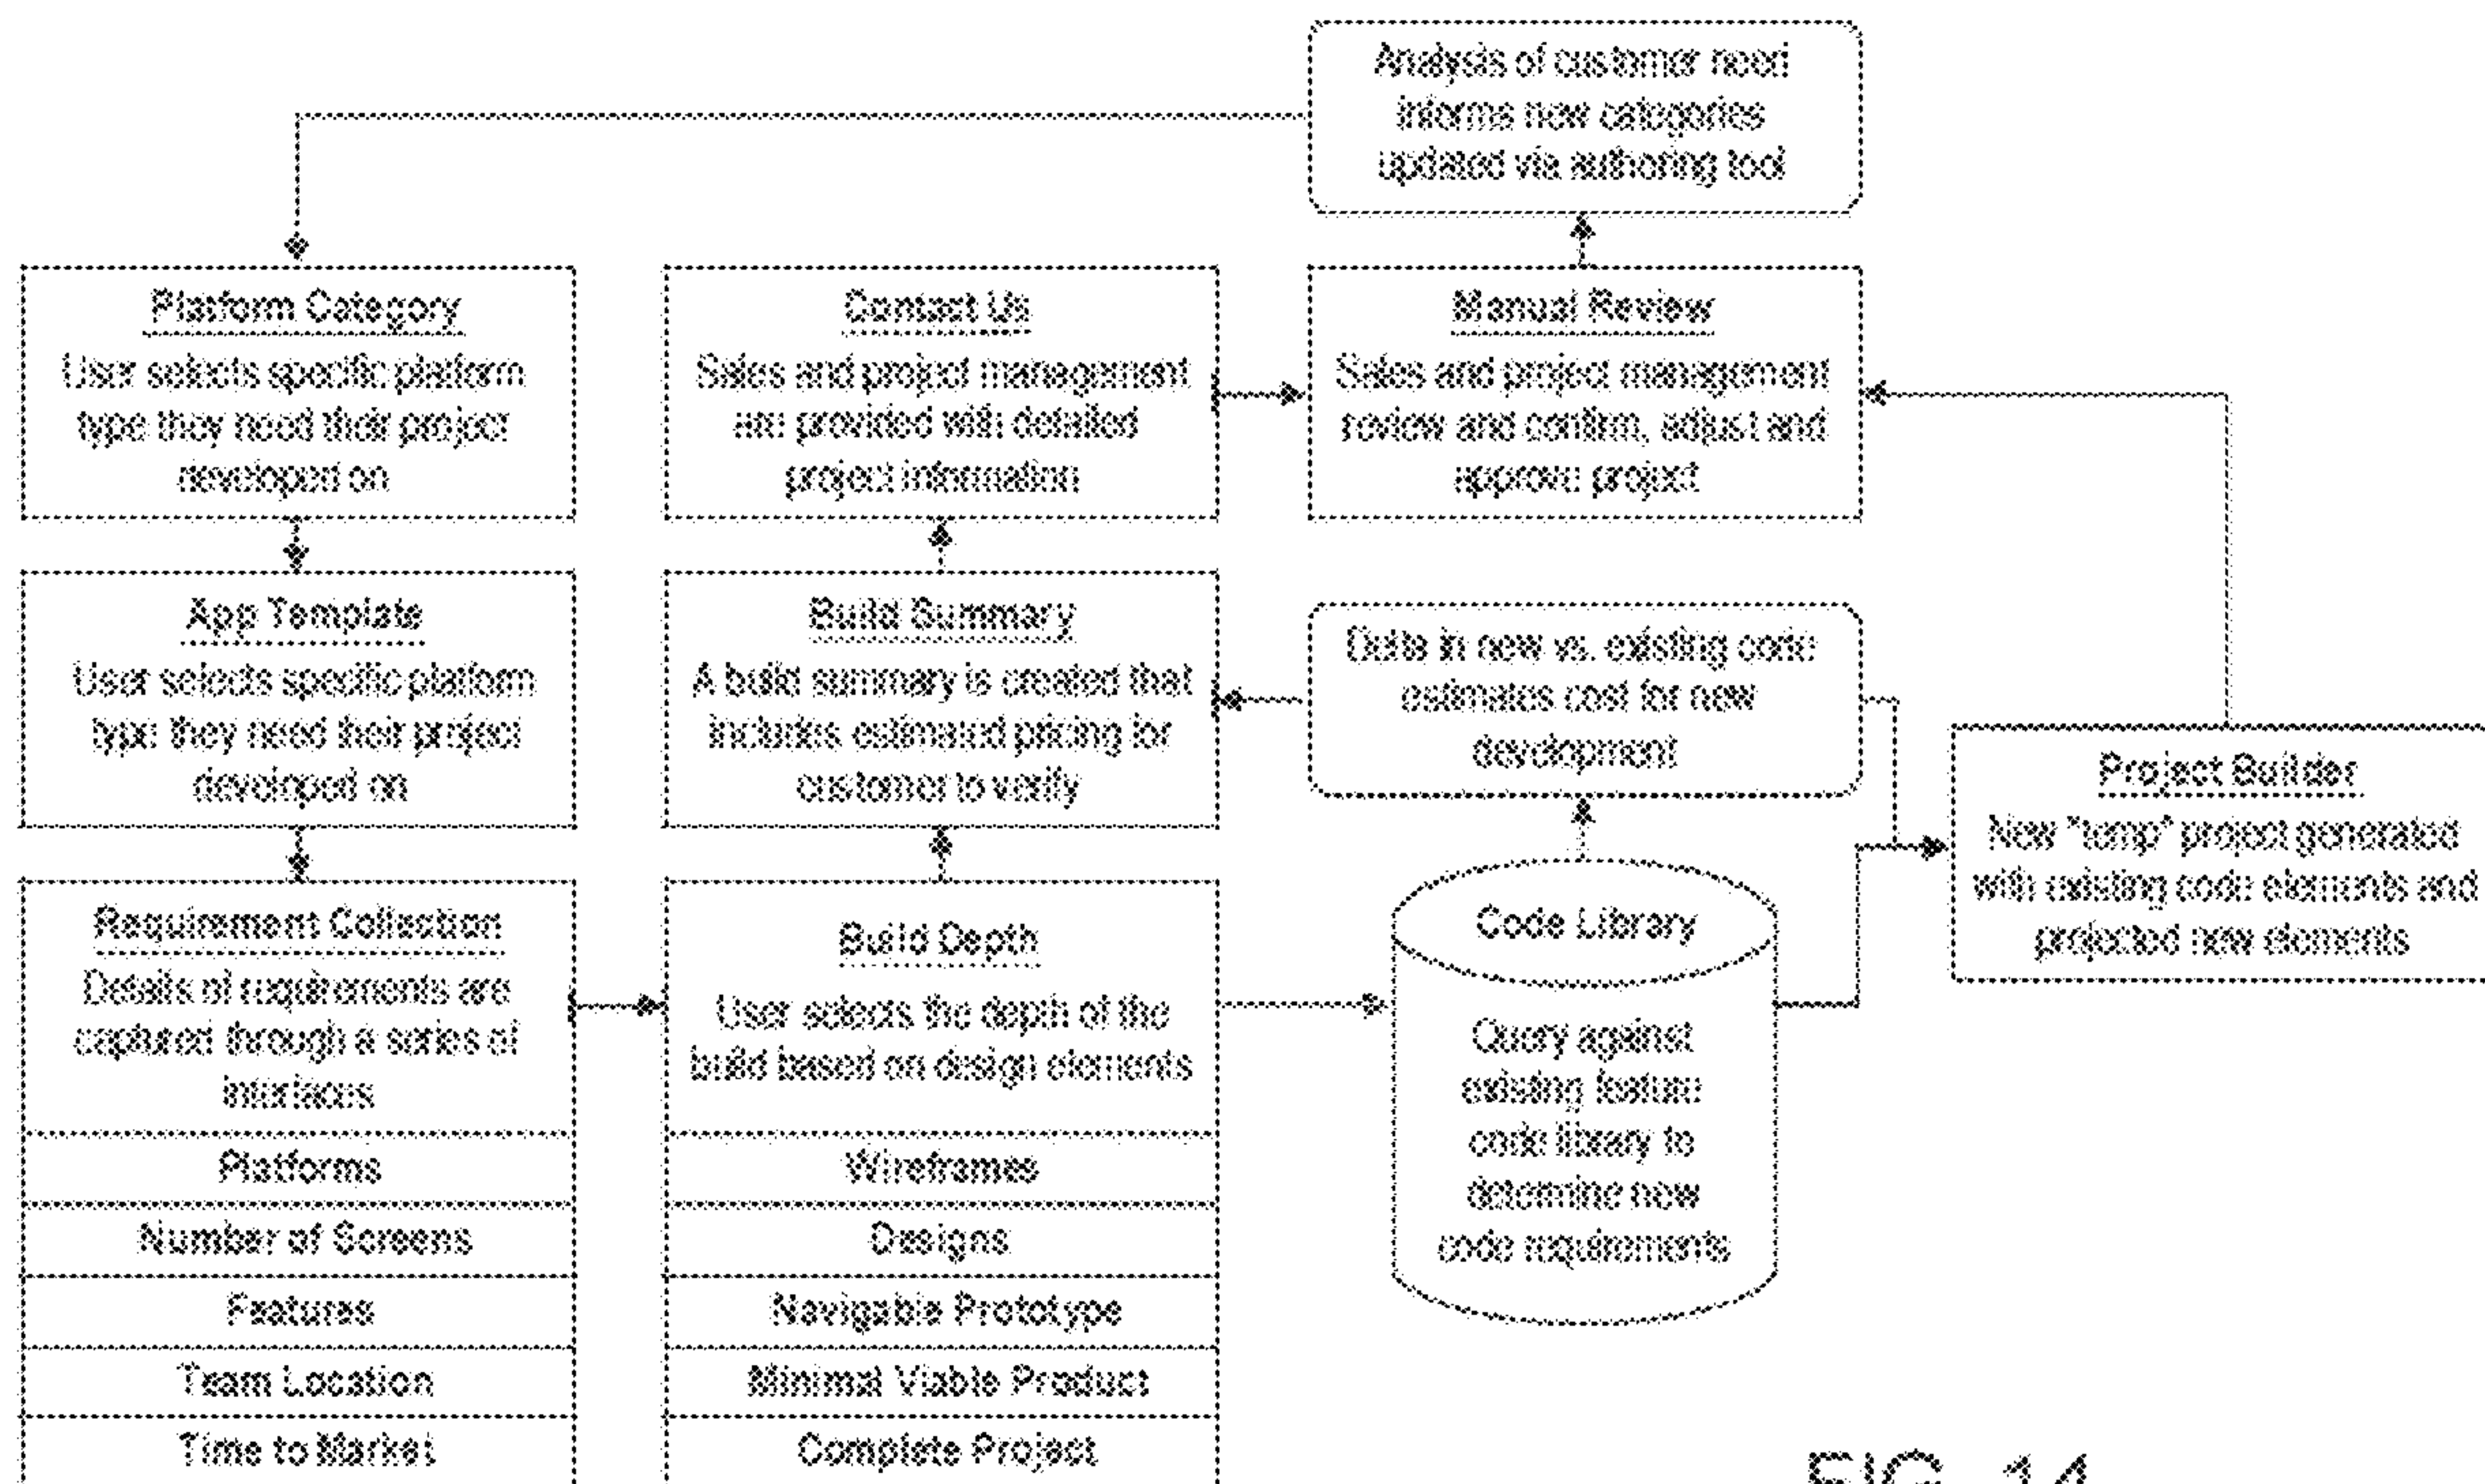 Analysis of customer need
informs new categories
updated via authoring tool
Platform Category
User selects specific platform
type they need their project
developed on
Contact Us
Sales and project management
are provided with detailed
project information
Manual Review
Sales and project management
review and confirm, adjust and
approve project
App Template
User selects specific platform
type they need their project
developed on
Build Summary
A build summary is created that
includes estimated pricing for
customer to verify
Delta in new vs. existing code
estimates cost for new
development
Project Builder
New "temp" project generated
with existing code elements and
projected new elements
Requirement Collection
Details of requirements are
captured through a series of
interfaces
Platforms
Number of Screens
Features
Team Location
Time to Market
Build Depth
User selects the depth of the
build based on design elements
Wireframes
Designs
Navigable Prototype
Minimal Viable Product
Complete Project
Code Library
Query against
existing feature
code library to
determine new
code requirements
FIG. 14